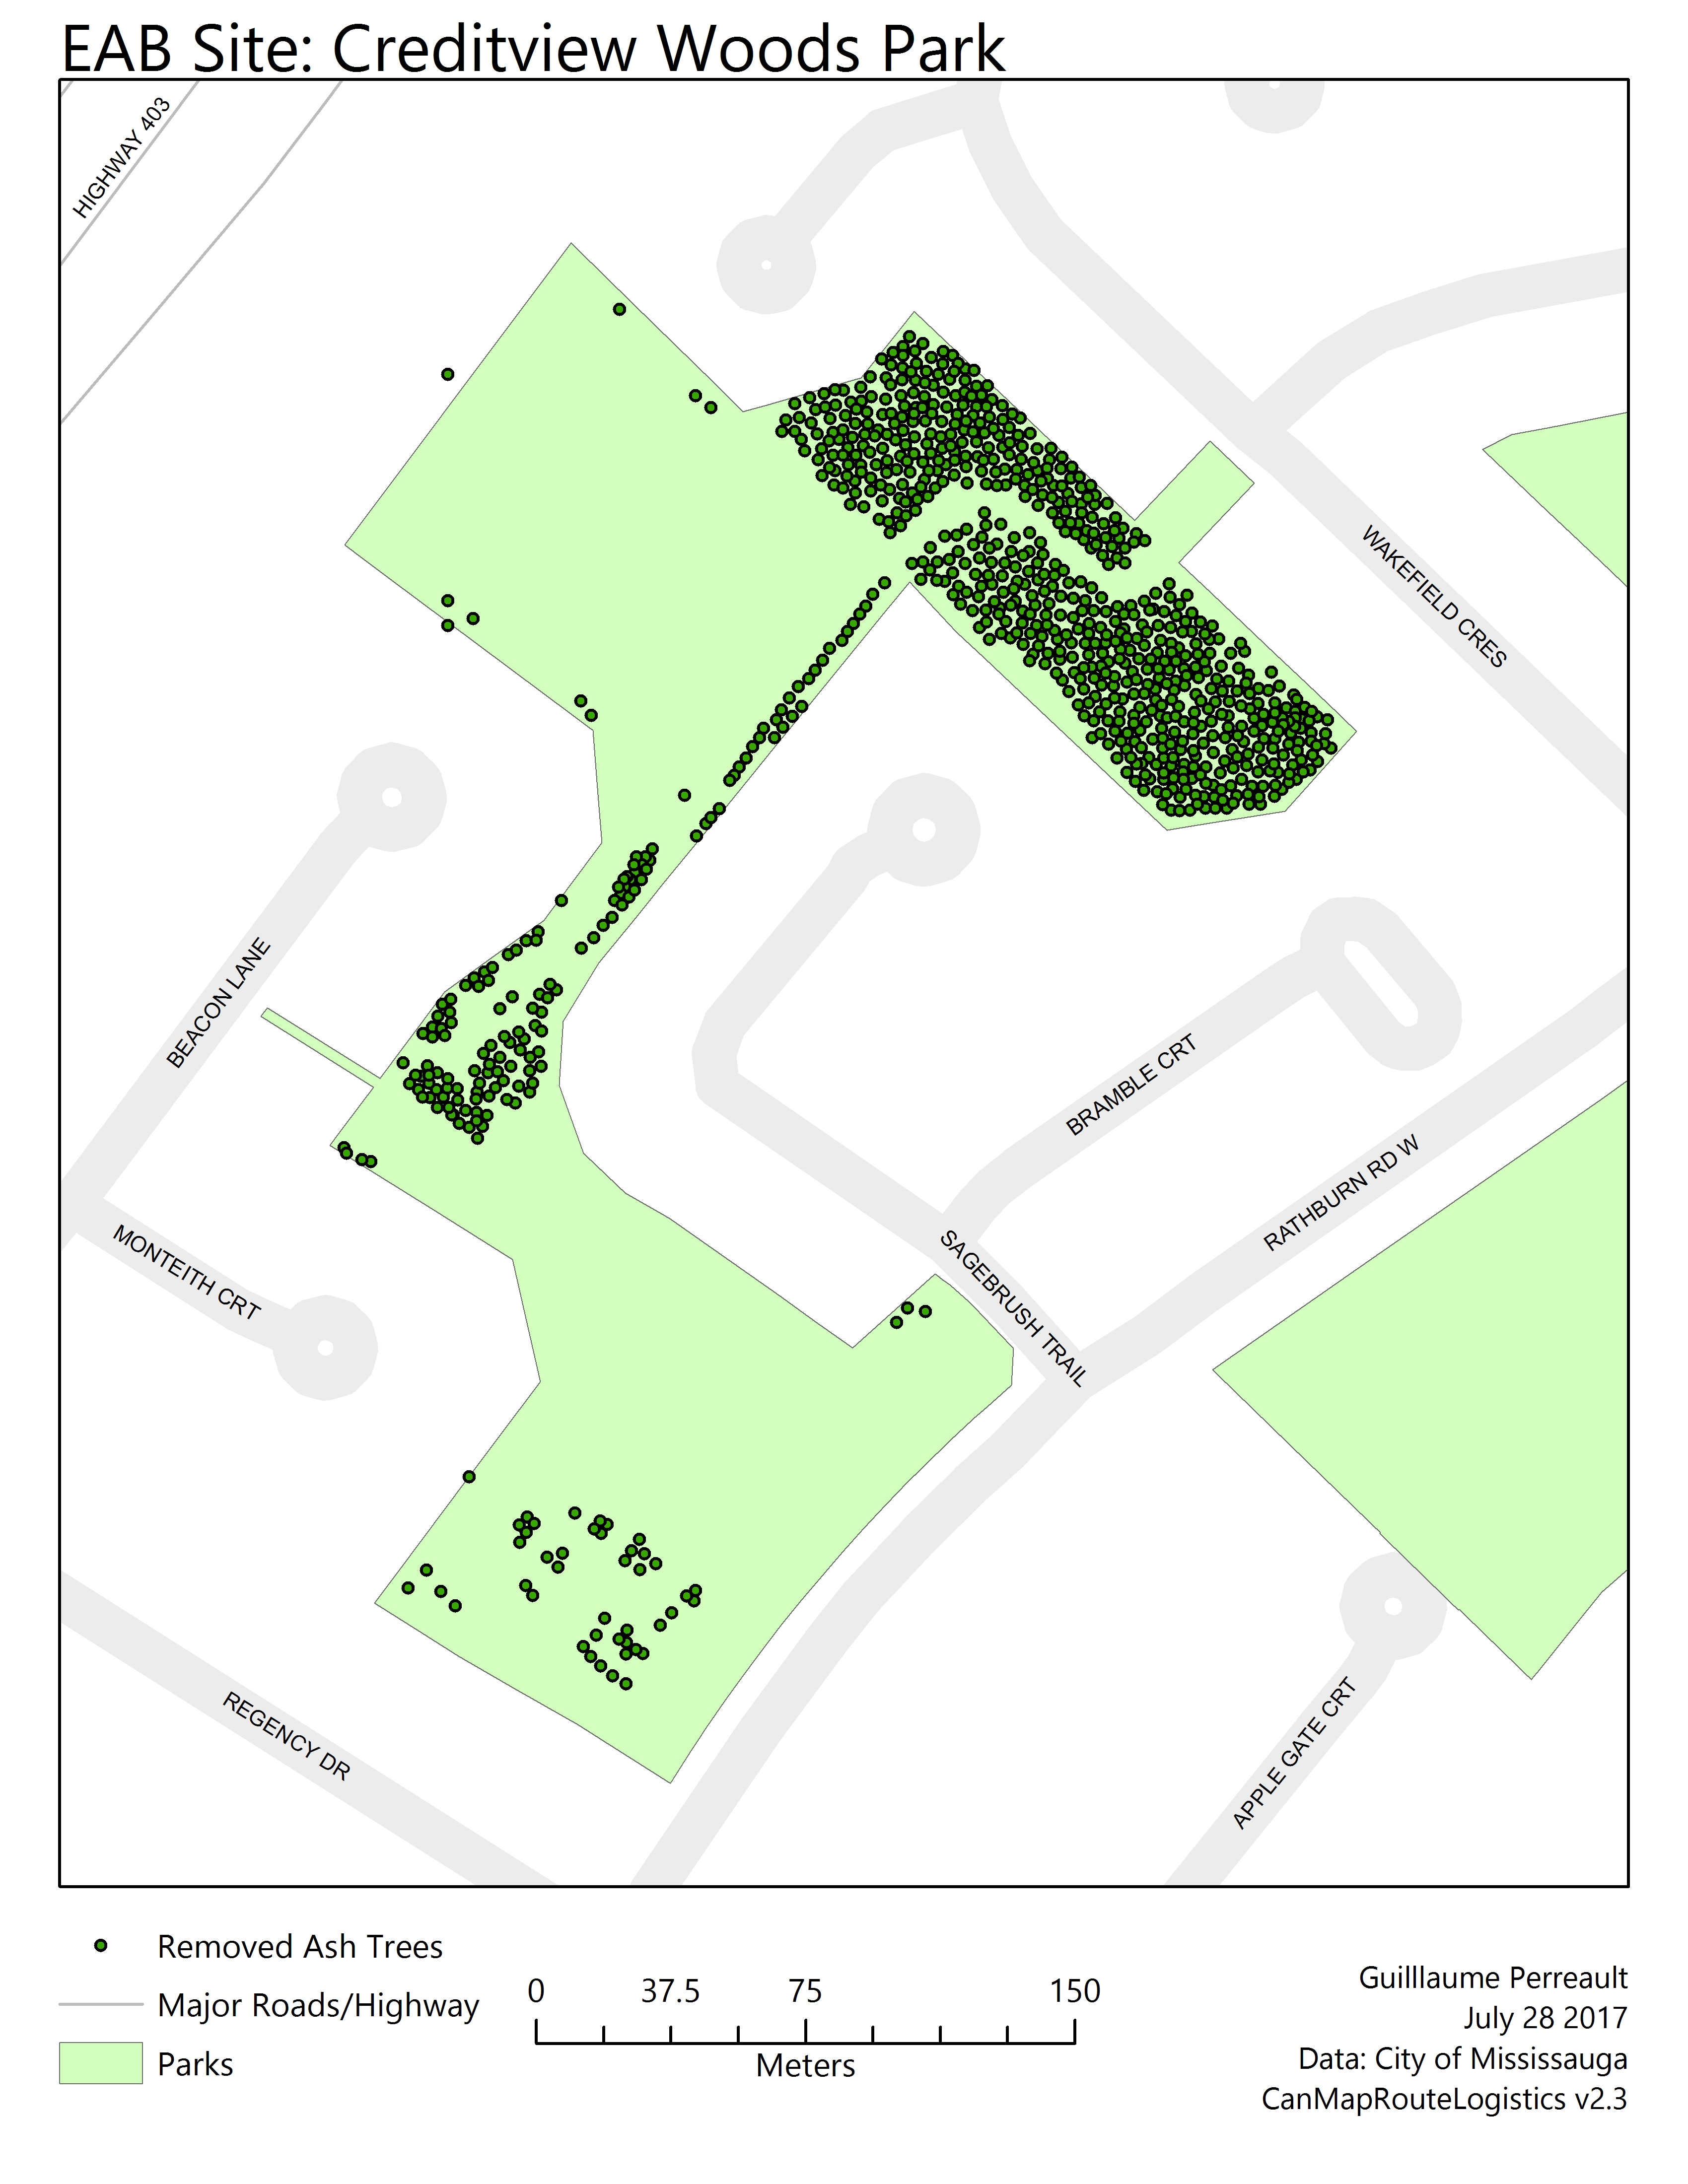 EAB Site: Creditview Woods Park
HIGHWAY 403
WAKEFIELD CRES
BEACON LANE
BRAMBLE CRT
RATHBURN RD W
SAGEBRUSH TRAIL
MONTEITH CRT
REGENCY DR
APPLE GATE CRT
Removed Ash Trees
Major Roads/Highway
Parks
0 37.5 75 150
Meters
Guilllaume Perreault
July 28 2017
Data: City of Mississauga
CanMapRouteLogistics v2.3